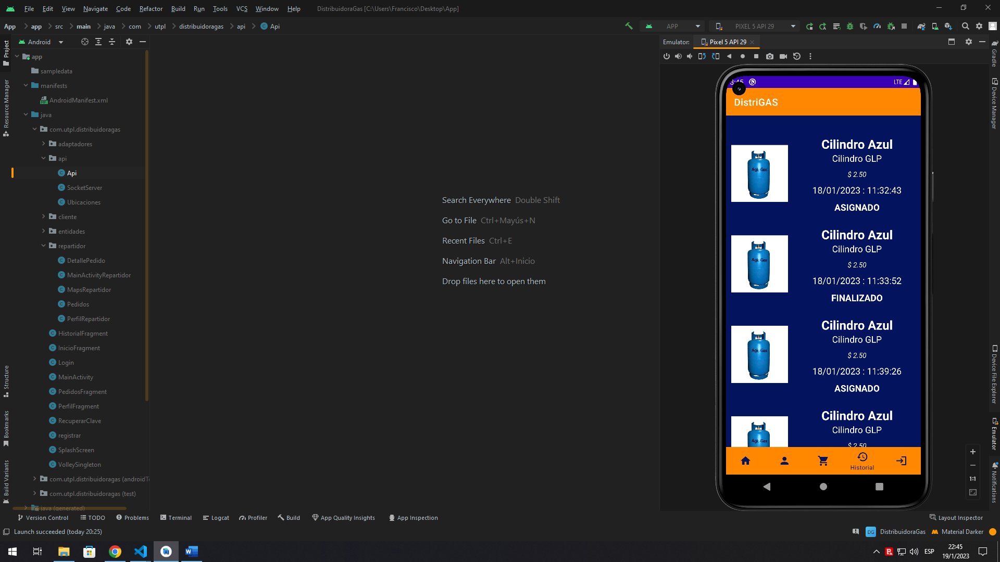 File Edit View Navigate Code Refactor Build Run Tools VCS Window Help DistribuidoraGas [C:\Users\Francisco\Desktop\App]
App app src main java com utpl distribuidoragas api Api
APP PIXEL 5 API 29
Android
Emulator: Pixel 5 API 29
Project
Resource Manager
Structure
Bookmarks
Build Variants
app
sampledata
manifests
AndroidManifest.xml
java
com.utpl.distribuidoragas
adaptadores
api
Api
SocketServer
Ubicaciones
cliente
entidades
repartidor
DetallePedido
MainActivityRepartidor
MapsRepartidor
Pedidos
PerfilRepartidor
HistorialFragment
InicioFragment
Login
MainActivity
PedidosFragment
PerfilFragment
RecuperarClave
registrar
SplashScreen
VolleySingleton
com.utpl.distribuidoragas (androidTe
com.utpl.distribuidoragas (test)
java (generated)
Search Everywhere Double Shift
Go to File Ctrl+Mayús+N
Recent Files Ctrl+E
Navigation Bar Alt+Inicio
Drop files here to open them
LTE
DistriGAS
Cilindro Azul
Cilindro GLP
$ 2.50
18/01/2023 : 11:32:43
ASIGNADO
Cilindro Azul
Cilindro GLP
$ 2.50
18/01/2023 : 11:33:52
FINALIZADO
Cilindro Azul
Cilindro GLP
$ 2.50
18/01/2023 : 11:39:26
ASIGNADO
Cilindro Azul
Cilindro GLP
$ 2.50
Historial
1:1
Gradle
Device Manager
Device File Explorer
Emulator
Notifications
Version Control TODO Problems Terminal Logcat Profiler Build App Quality Insights App Inspection Layout Inspector
Launch succeeded (today 20:25) DG DistribuidoraGas Material Darker
ESP 22:45
19/1/2023